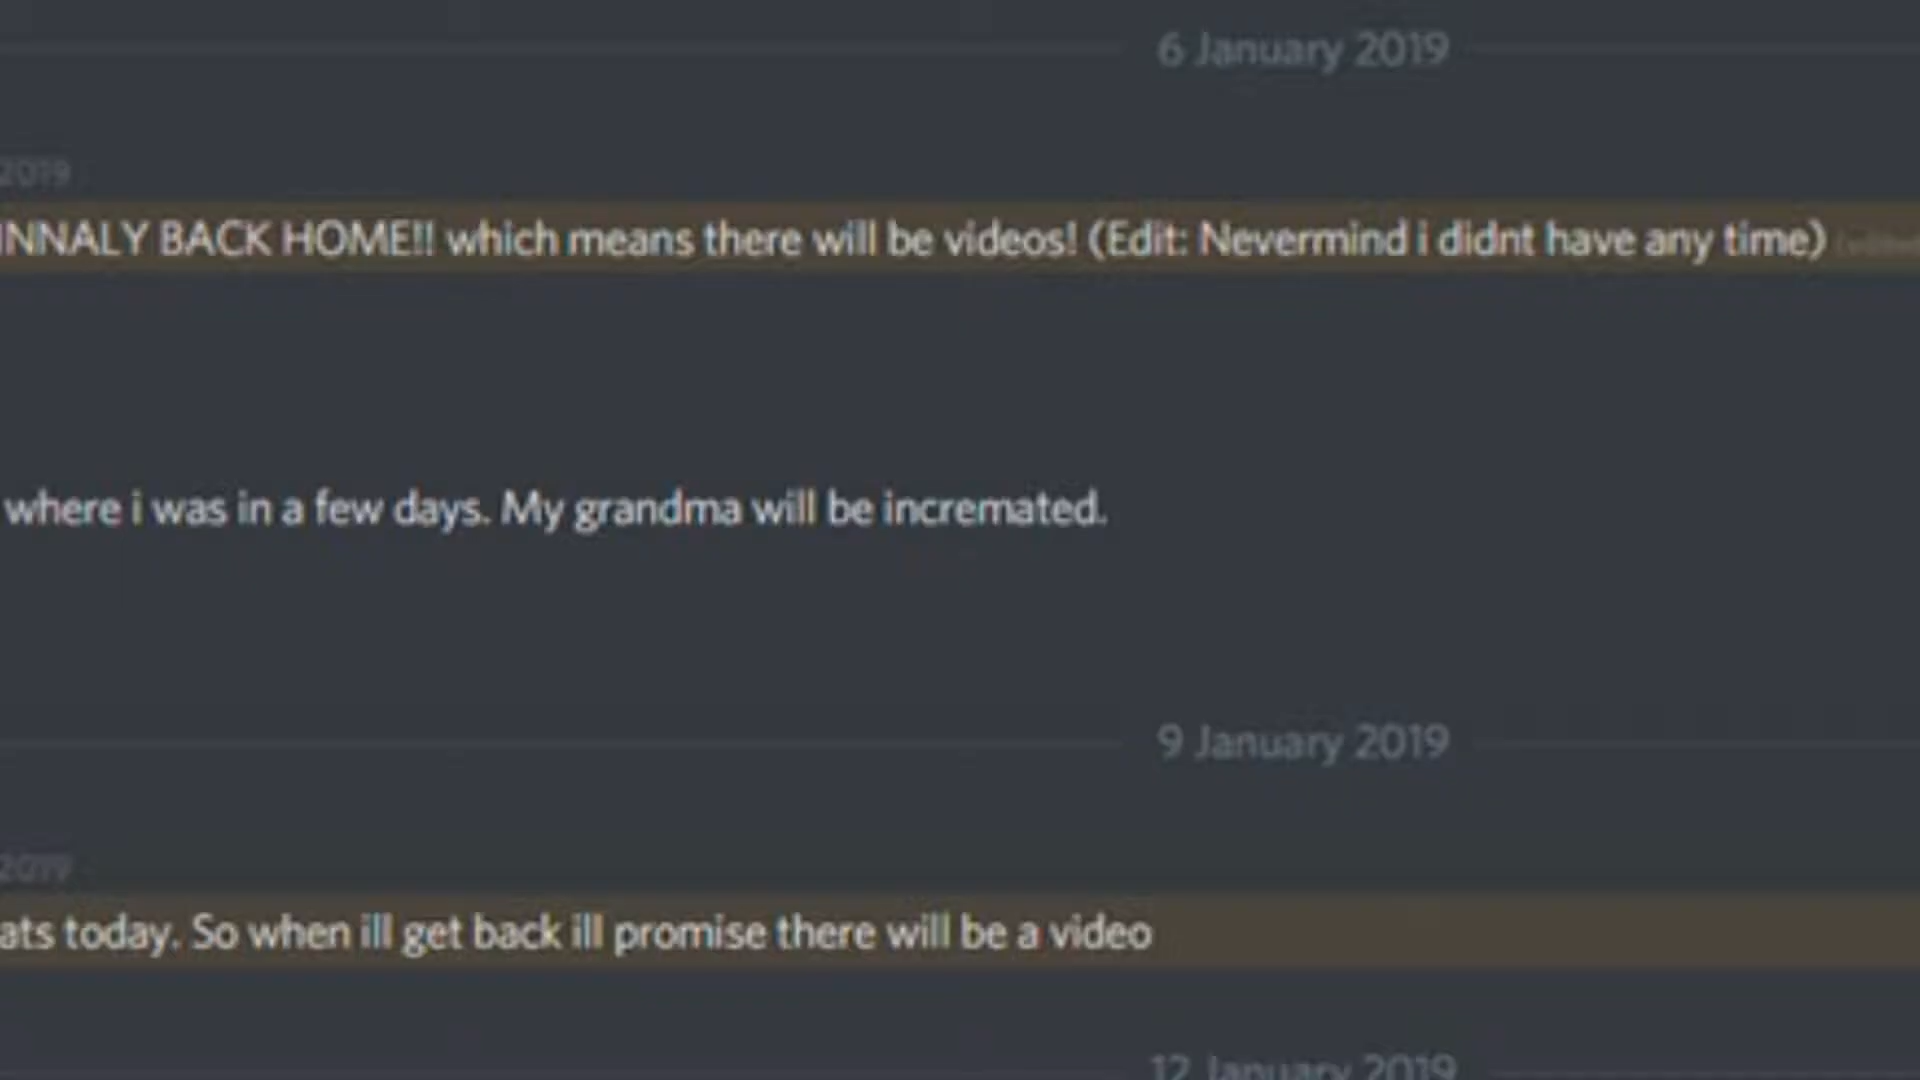 6 January 2019
2019
INNALY BACK HOME!! which means there will be videos! (Edit: Nevermind i didnt have any time)
where i was in a few days. My grandma will be incremated.
9 January 2019
2019
ats today. So when ill get back ill promise there will be a video
12 January 2019